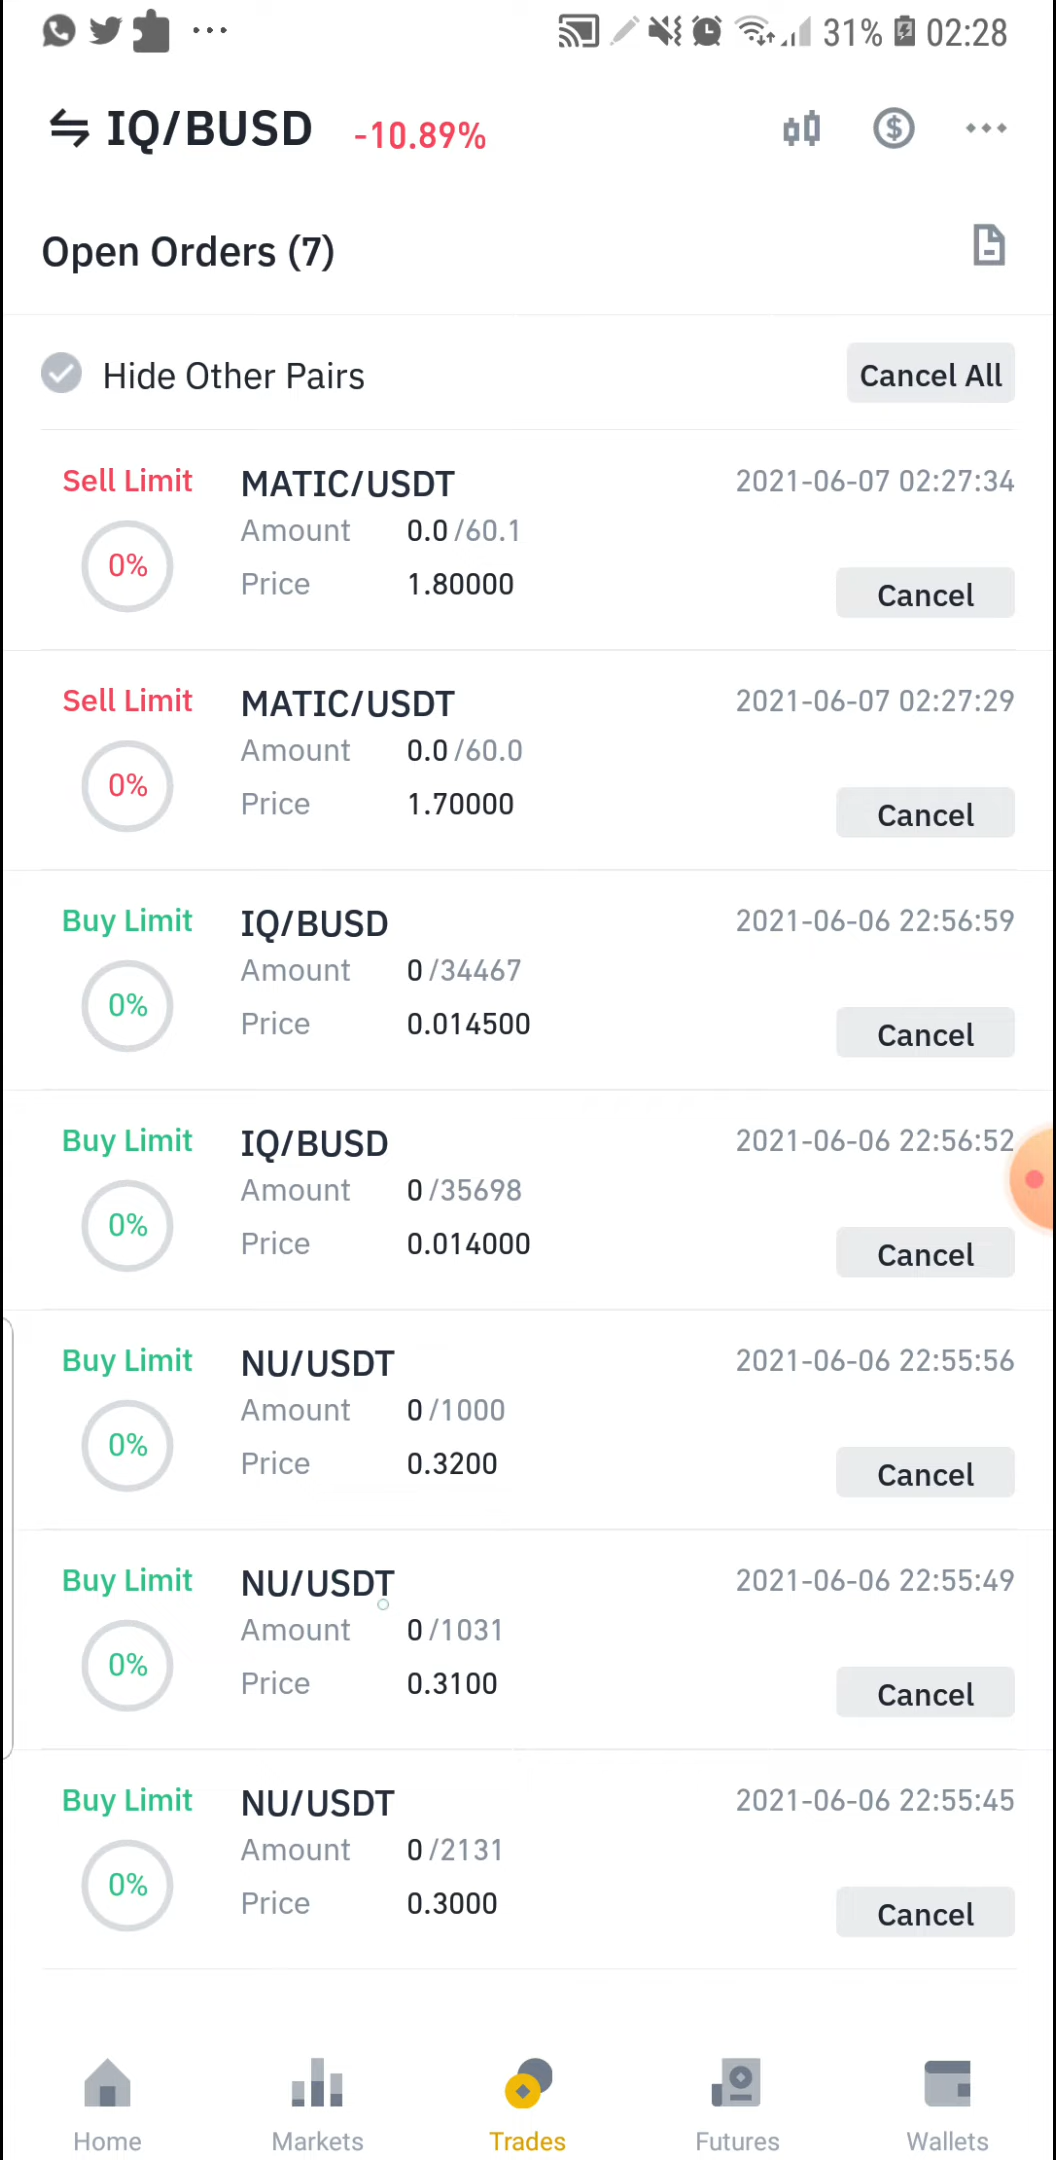 31% 02:28
IQ/BUSD -10.89%
Open Orders (7)
Hide Other Pairs Cancel All
Sell Limit MATIC/USDT 2021-06-07 02:27:34
Amount 0.0 /60.1
0%
Price 1.80000
Cancel
Sell Limit MATIC/USDT 2021-06-07 02:27:29
Amount 0.0 /60.0
0%
Price 1.70000
Cancel
Buy Limit IQ/BUSD 2021-06-06 22:56:59
Amount 0 /34467
0%
Price 0.014500
Cancel
Buy Limit IQ/BUSD 2021-06-06 22:56:52
Amount 0 /35698
0%
Price 0.014000
Cancel
Buy Limit NU/USDT 2021-06-06 22:55:56
Amount 0 /1000
0%
Price 0.3200
Cancel
Buy Limit NU/USDT 2021-06-06 22:55:49
Amount 0 /1031
0%
Price 0.3100
Cancel
Buy Limit NU/USDT 2021-06-06 22:55:45
Amount 0 /2131
0%
Price 0.3000
Cancel
Home Markets Trades Futures Wallets